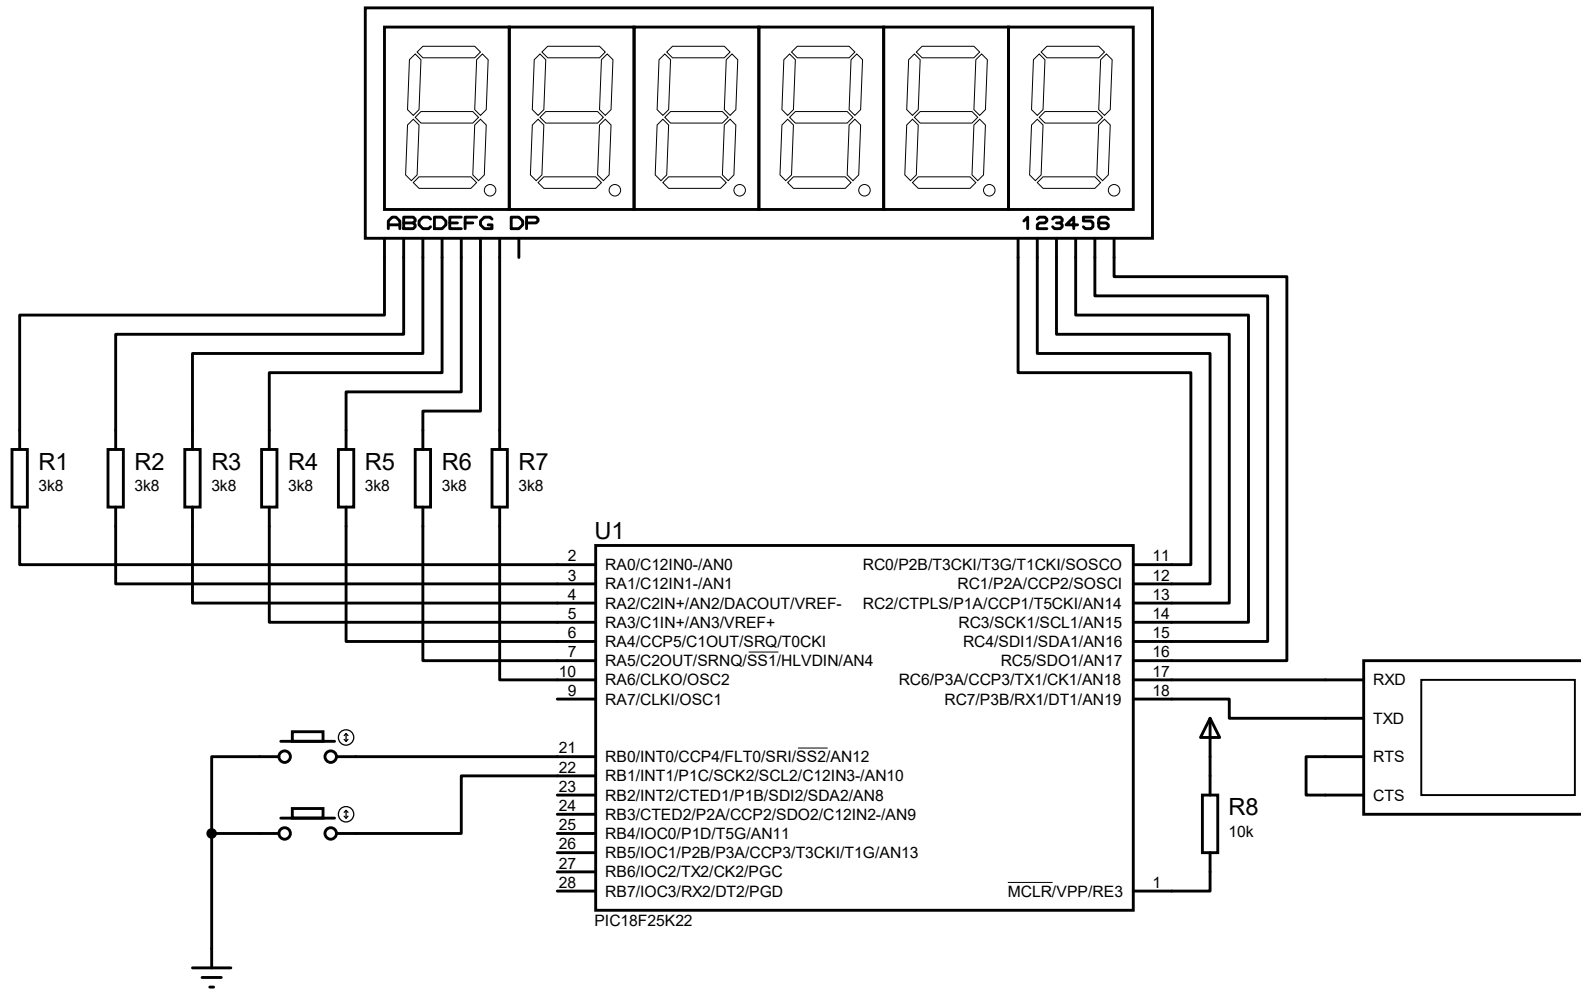 ABCDEFG DP
123456
R1
3k8
R2
3k8
R3
3k8
R4
3k8
R5
3k8
R6
3k8
R7
3k8
U1
2 RA0/C12IN0-/AN0
3 RA1/C12IN1-/AN1
4 RA2/C2IN+/AN2/DACOUT/VREF-
5 RA3/C1IN+/AN3/VREF+
6 RA4/CCP5/C1OUT/SRQ/T0CKI
7 RA5/C2OUT/SRNQ/SS1/HLVDIN/AN4
10 RA6/CLKO/OSC2
9 RA7/CLKI/OSC1
21 RB0/INT0/CCP4/FLT0/SRI/SS2/AN12
22 RB1/INT1/P1C/SCK2/SCL2/C12IN3-/AN10
23 RB2/INT2/CTED1/P1B/SDI2/SDA2/AN8
24 RB3/CTED2/P2A/CCP2/SDO2/C12IN2-/AN9
25 RB4/IOC0/P1D/T5G/AN11
26 RB5/IOC1/P2B/P3A/CCP3/T3CKI/T1G/AN13
27 RB6/IOC2/TX2/CK2/PGC
28 RB7/IOC3/RX2/DT2/PGD
RC0/P2B/T3CKI/T3G/T1CKI/SOSCO 11
RC1/P2A/CCP2/SOSCI 12
RC2/CTPLS/P1A/CCP1/T5CKI/AN14 13
RC3/SCK1/SCL1/AN15 14
RC4/SDI1/SDA1/AN16 15
RC5/SDO1/AN17 16
RC6/P3A/CCP3/TX1/CK1/AN18 17
RC7/P3B/RX1/DT1/AN19 18
MCLR/VPP/RE3 1
PIC18F25K22
R8
10k
RXD
TXD
RTS
CTS